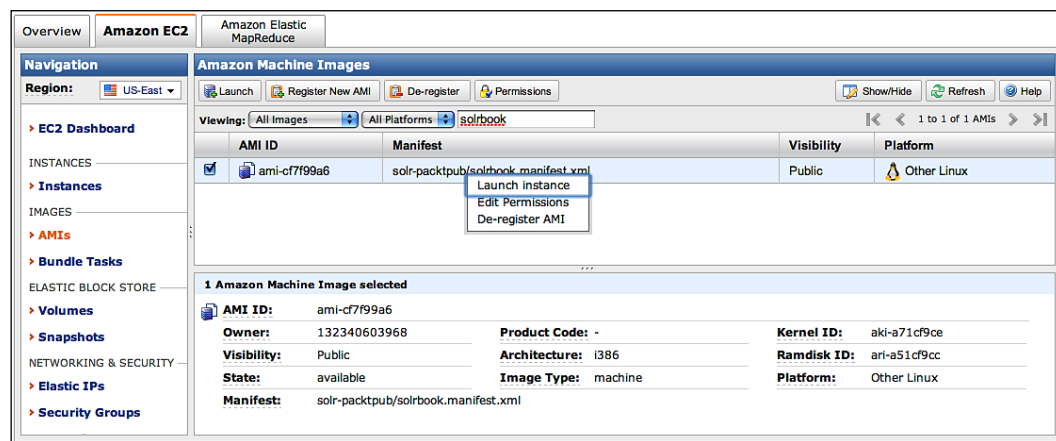 Overview
Amazon EC2
Amazon Elastic
MapReduce
Navigation
Region:
US-East
EC2 Dashboard
INSTANCES
Instances
IMAGES
AMIs
Bundle Tasks
ELASTIC BLOCK STORE
Volumes
Snapshots
NETWORKING & SECURITY
Elastic IPs
Security Groups
Amazon Machine Images
Launch Register New AMI De-register Permissions Show/Hide Refresh Help
Viewing: All Images All Platforms solrbook 1 to 1 of 1 AMIs
AMI ID Manifest Visibility Platform
ami-cf7f99a6 solr-packtpub/solrbook.manifest.xml Public Other Linux
Launch instance
Edit Permissions
De-register AMI
1 Amazon Machine Image selected
AMI ID: ami-cf7f99a6
Owner: 132340603968 Product Code: - Kernel ID: aki-a71cf9ce
Visibility: Public Architecture: i386 Ramdisk ID: ari-a51cf9cc
State: available Image Type: machine Platform: Other Linux
Manifest: solr-packtpub/solrbook.manifest.xml